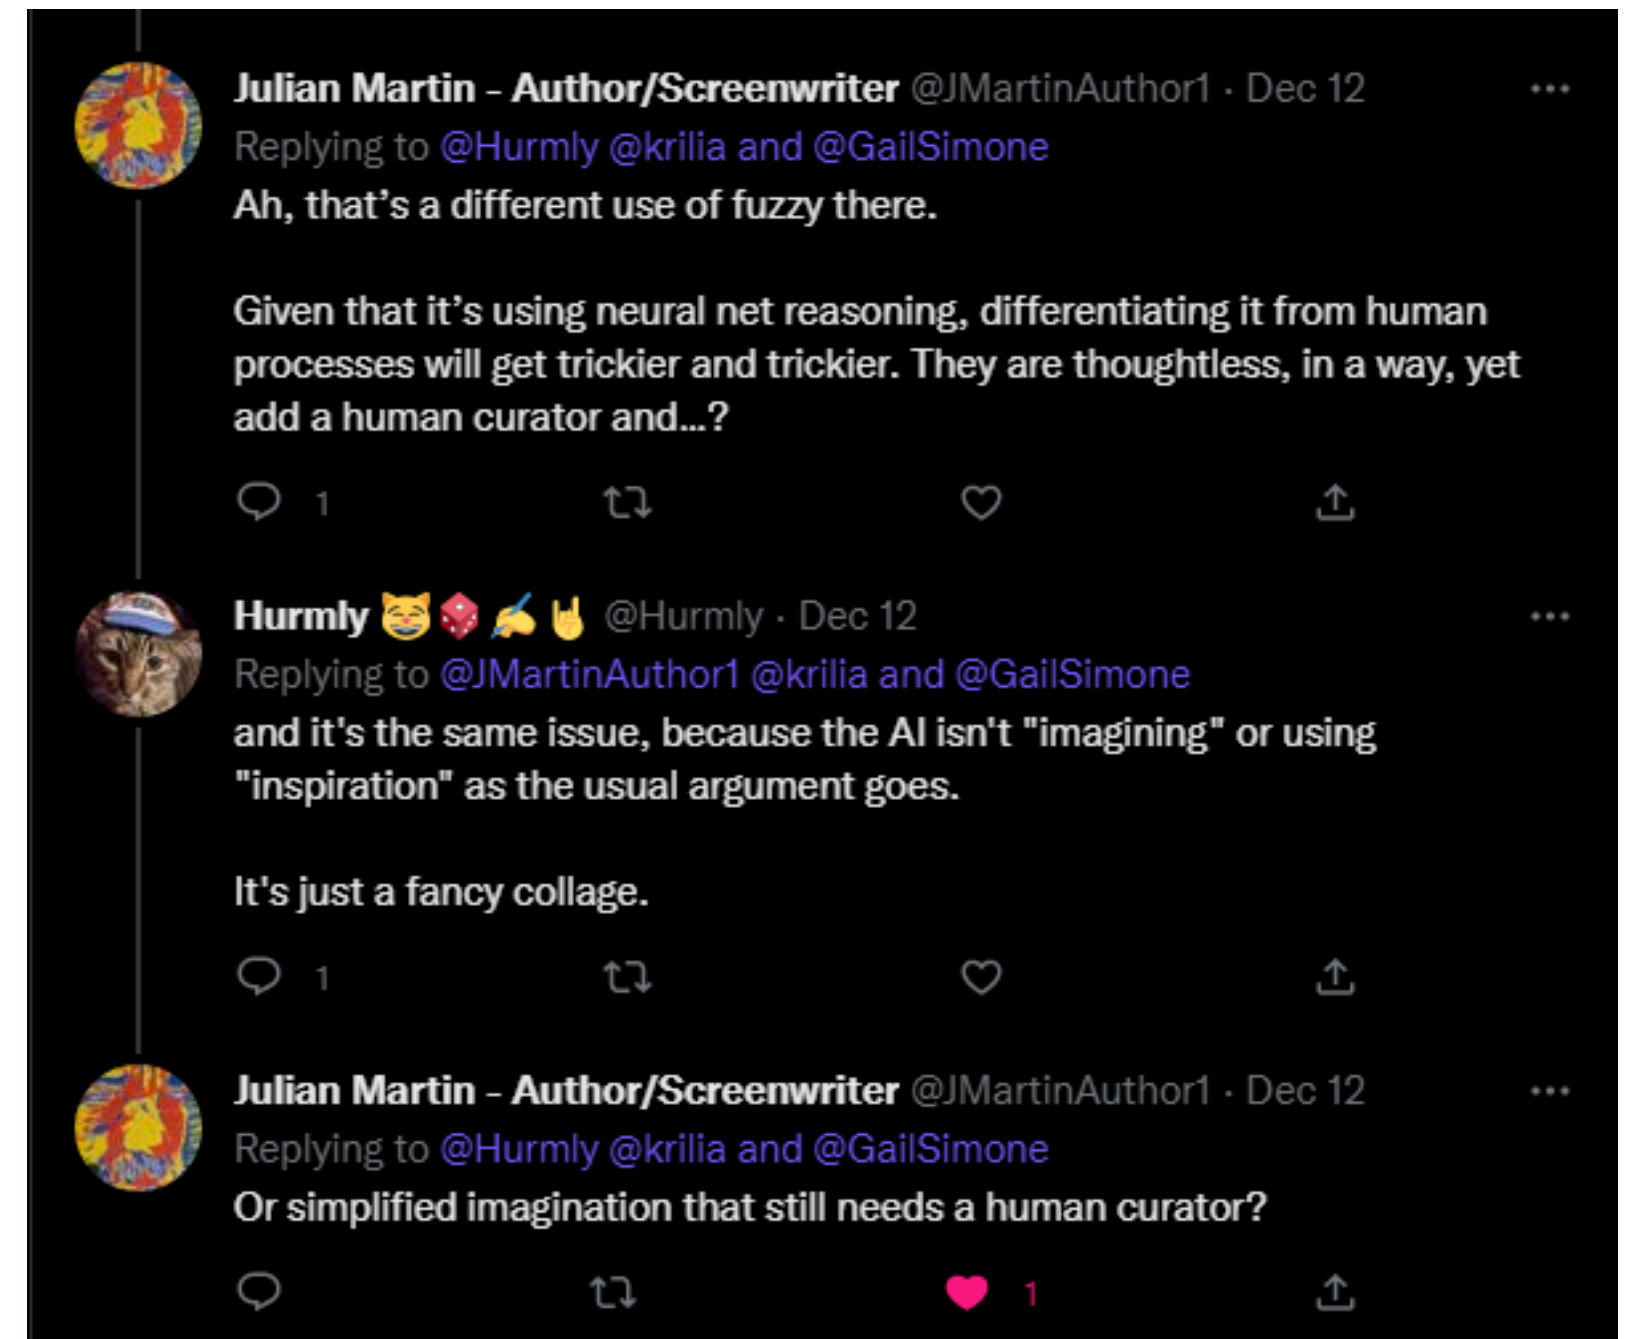 Julian Martin - Author/Screenwriter @JMartinAuthor1 · Dec 12
Replying to @Hurmly @krilia and @GailSimone
Ah, that’s a different use of fuzzy there.
Given that it’s using neural net reasoning, differentiating it from human
processes will get trickier and trickier. They are thoughtless, in a way, yet
add a human curator and...?
1
Hurmly 😸🎲✍️🤘 @Hurmly · Dec 12
Replying to @JMartinAuthor1 @krilia and @GailSimone
and it's the same issue, because the AI isn't "imagining" or using
"inspiration" as the usual argument goes.
It's just a fancy collage.
1
Julian Martin - Author/Screenwriter @JMartinAuthor1 · Dec 12
Replying to @Hurmly @krilia and @GailSimone
Or simplified imagination that still needs a human curator?
1